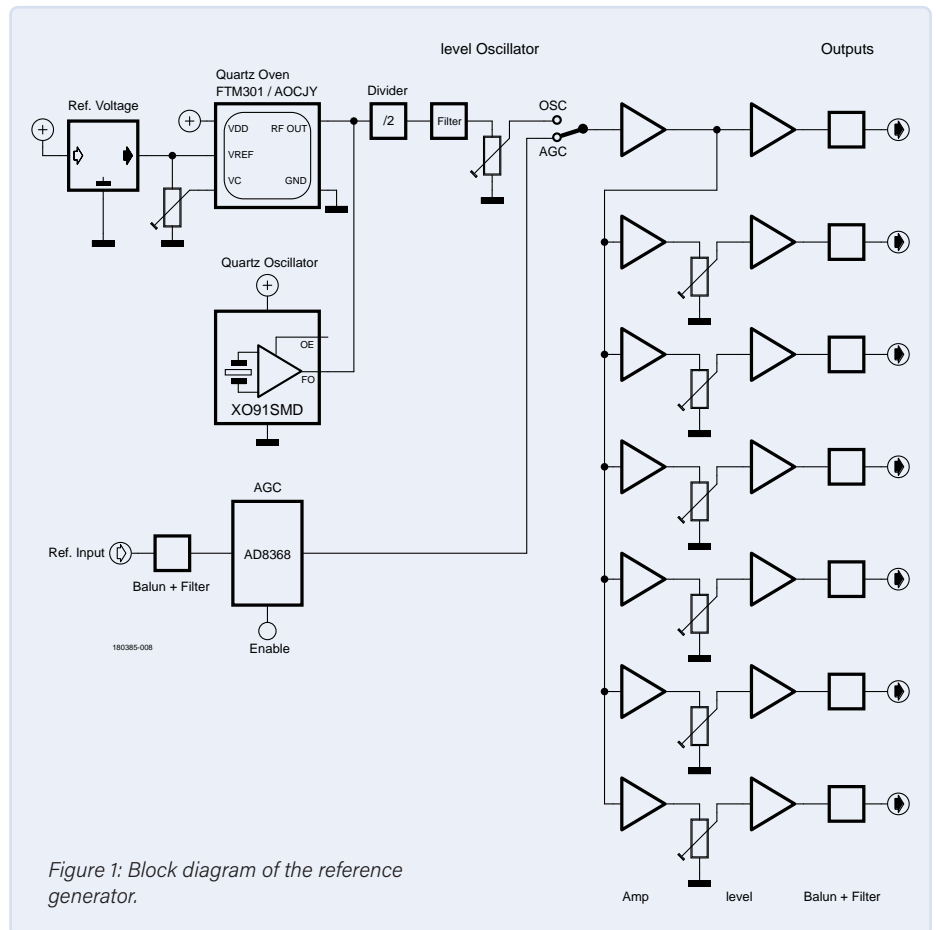 level Oscillator
Outputs
Quartz Oven
FTM301 / AOCJY
Divider
Ref. Voltage
OSC
VDD
RF OUT
/2
Filter
AGC
VREF
VC
GND
Quartz Oscillator
OE
FO
XO91SMD
AGC
Ref. Input
AD8368
Balun + Filter
180385-008
Enable
Figure 1: Block diagram of the reference
generator.
Amp
level
Balun + Filter